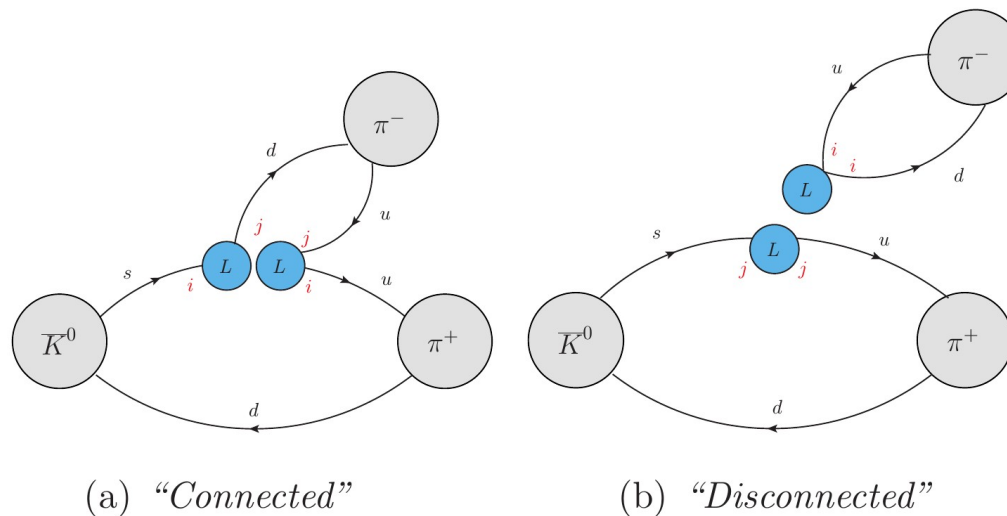 π⁻
d
j
j
u
s
L
L
i
i
u
K̅⁰
π⁺
d
(a) “Connected”
π⁻
u
i
i
d
L
s
L
u
j
j
K̅⁰
π⁺
d
(b) “Disconnected”